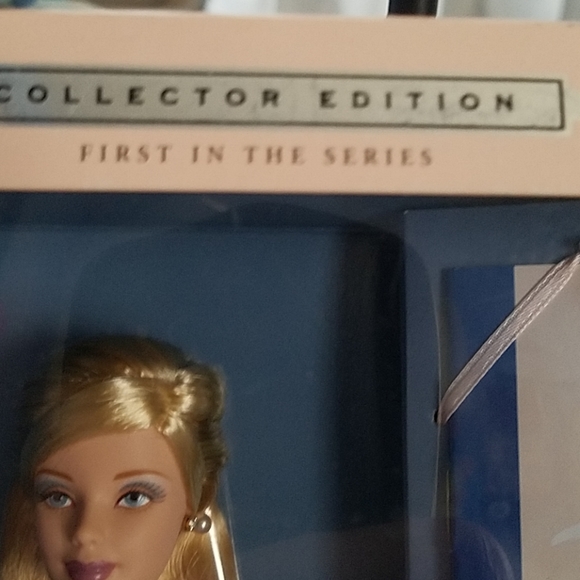 COLLECTOR EDITION
FIRST IN THE SERIES